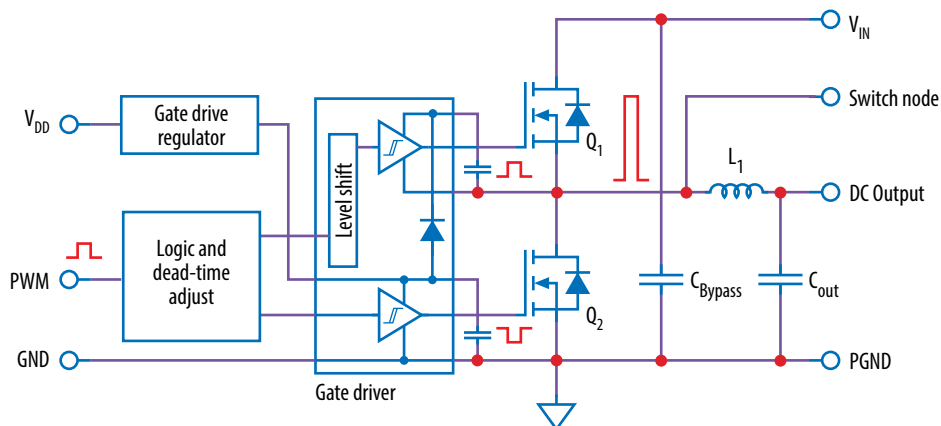 V_IN
Switch node
V_DD
Gate drive
regulator
Q_1
L_1
DC Output
Level shift
PWM
Logic and
dead-time
adjust
C_Bypass
C_out
Q_2
GND
PGND
Gate driver